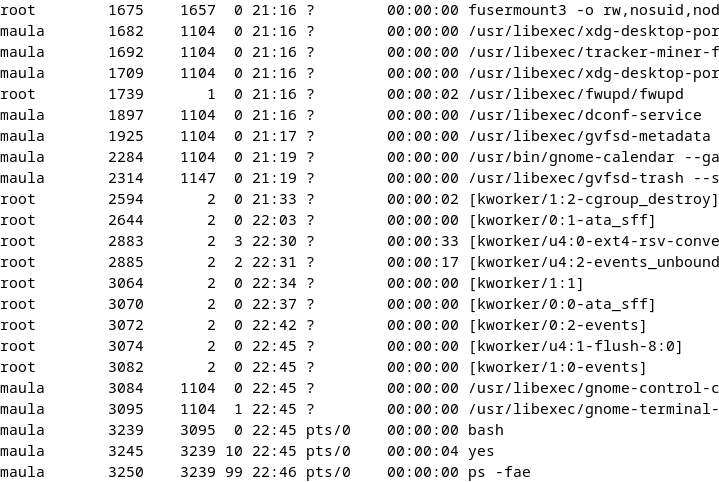 root 1675 1657 0 21:16 ? 00:00:00 fusermount3 -o rw,nosuid,nod
maula 1682 1104 0 21:16 ? 00:00:00 /usr/libexec/xdg-desktop-por
maula 1692 1104 0 21:16 ? 00:00:00 /usr/libexec/tracker-miner-f
maula 1709 1104 0 21:16 ? 00:00:00 /usr/libexec/xdg-desktop-por
root 1739 1 0 21:16 ? 00:00:02 /usr/libexec/fwupd/fwupd
maula 1897 1104 0 21:16 ? 00:00:00 /usr/libexec/dconf-service
maula 1925 1104 0 21:17 ? 00:00:00 /usr/libexec/gvfsd-metadata
maula 2284 1104 0 21:19 ? 00:00:00 /usr/bin/gnome-calendar --ga
maula 2314 1147 0 21:19 ? 00:00:00 /usr/libexec/gvfsd-trash --s
root 2594 2 0 21:33 ? 00:00:02 [kworker/1:2-cgroup_destroy]
root 2644 2 0 22:03 ? 00:00:00 [kworker/0:1-ata_sff]
root 2883 2 3 22:30 ? 00:00:33 [kworker/u4:0-ext4-rsv-conve
root 2885 2 2 22:31 ? 00:00:17 [kworker/u4:2-events_unbound
root 3064 2 0 22:34 ? 00:00:00 [kworker/1:1]
root 3070 2 0 22:37 ? 00:00:00 [kworker/0:0-ata_sff]
root 3072 2 0 22:42 ? 00:00:00 [kworker/0:2-events]
root 3074 2 0 22:45 ? 00:00:00 [kworker/u4:1-flush-8:0]
root 3082 2 0 22:45 ? 00:00:00 [kworker/1:0-events]
maula 3084 1104 0 22:45 ? 00:00:00 /usr/libexec/gnome-control-c
maula 3095 1104 1 22:45 ? 00:00:00 /usr/libexec/gnome-terminal-
maula 3239 3095 0 22:45 pts/0 00:00:00 bash
maula 3245 3239 10 22:45 pts/0 00:00:04 yes
maula 3250 3239 99 22:46 pts/0 00:00:00 ps -fae